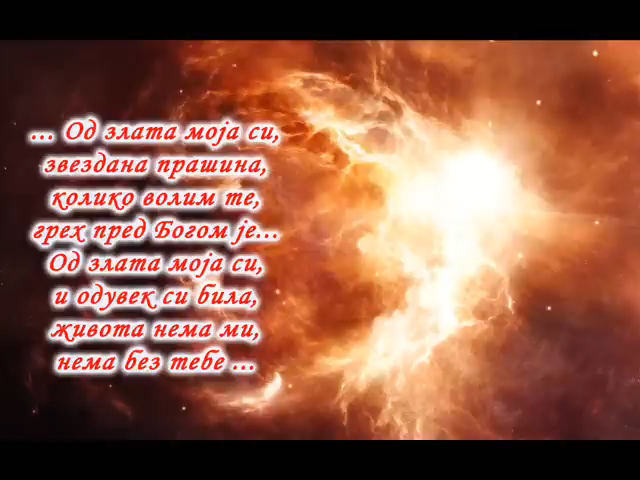 ... Од злата моја си,
звездана прашина,
колико волим те,
грех пред Богом је...
Од злата моја си,
и одувек си била,
живота нема ми,
нема без тебе ...